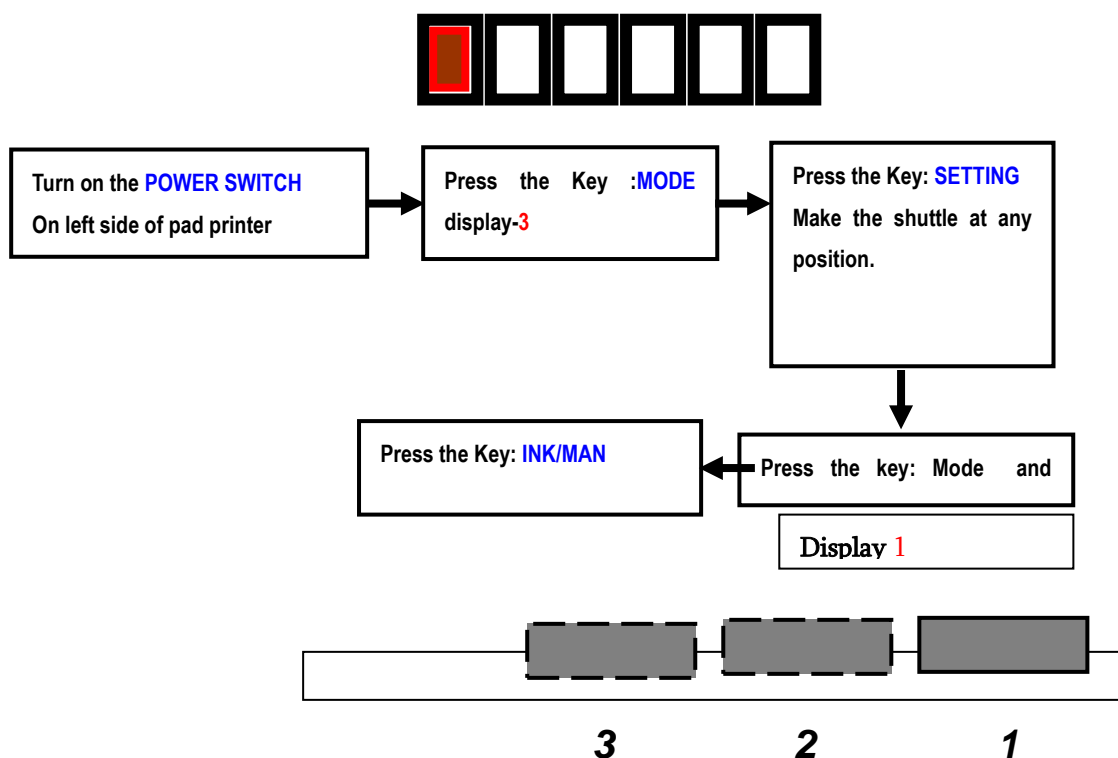 Turn on the POWER SWITCH
On left side of pad printer
Press the Key :MODE
display-3
Press the Key: SETTING
Make the shuttle at any
position.
Press the key: Mode and
Display 1
Press the Key: INK/MAN
3 2 1